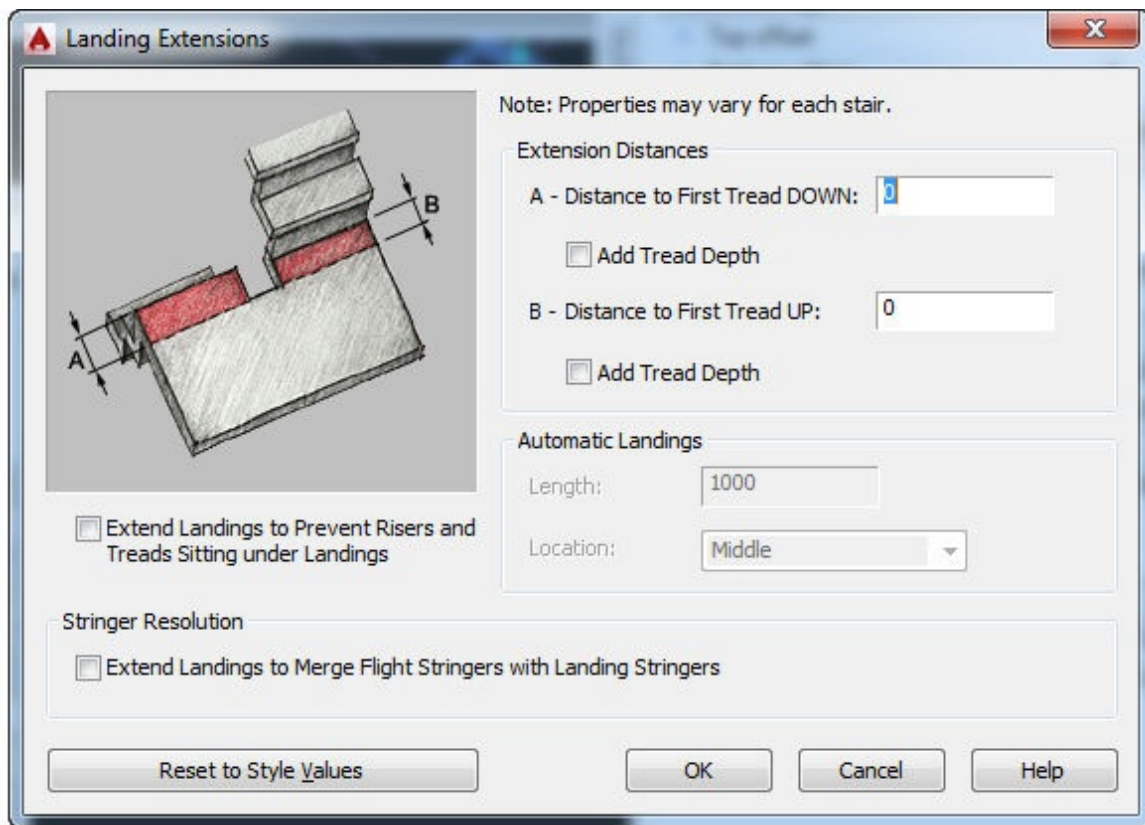 Landing Extensions
Note: Properties may vary for each stair.
Extension Distances
A - Distance to First Tread DOWN: 0
Add Tread Depth
B - Distance to First Tread UP: 0
Add Tread Depth
B
A
Extend Landings to Prevent Risers and
Treads Sitting under Landings
Automatic Landings
Length: 1000
Location: Middle
Stringer Resolution
Extend Landings to Merge Flight Stringers with Landing Stringers
Reset to Style Values
OK
Cancel
Help